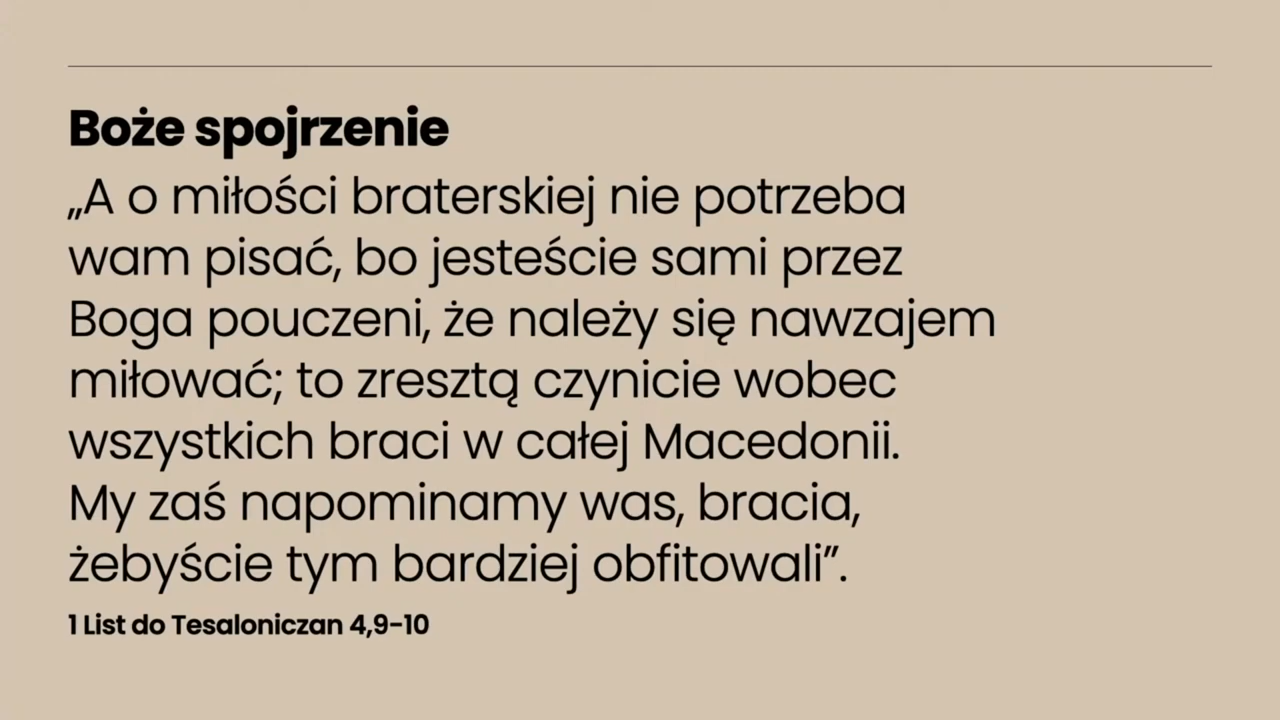 Boże spojrzenie
„A o miłości braterskiej nie potrzeba
wam pisać, bo jesteście sami przez
Boga pouczeni, że należy się nawzajem
miłować; to zresztą czynicie wobec
wszystkich braci w całej Macedonii.
My zaś napominamy was, bracia,
żebyście tym bardziej obfitowali”.
1 List do Tesaloniczan 4,9–10